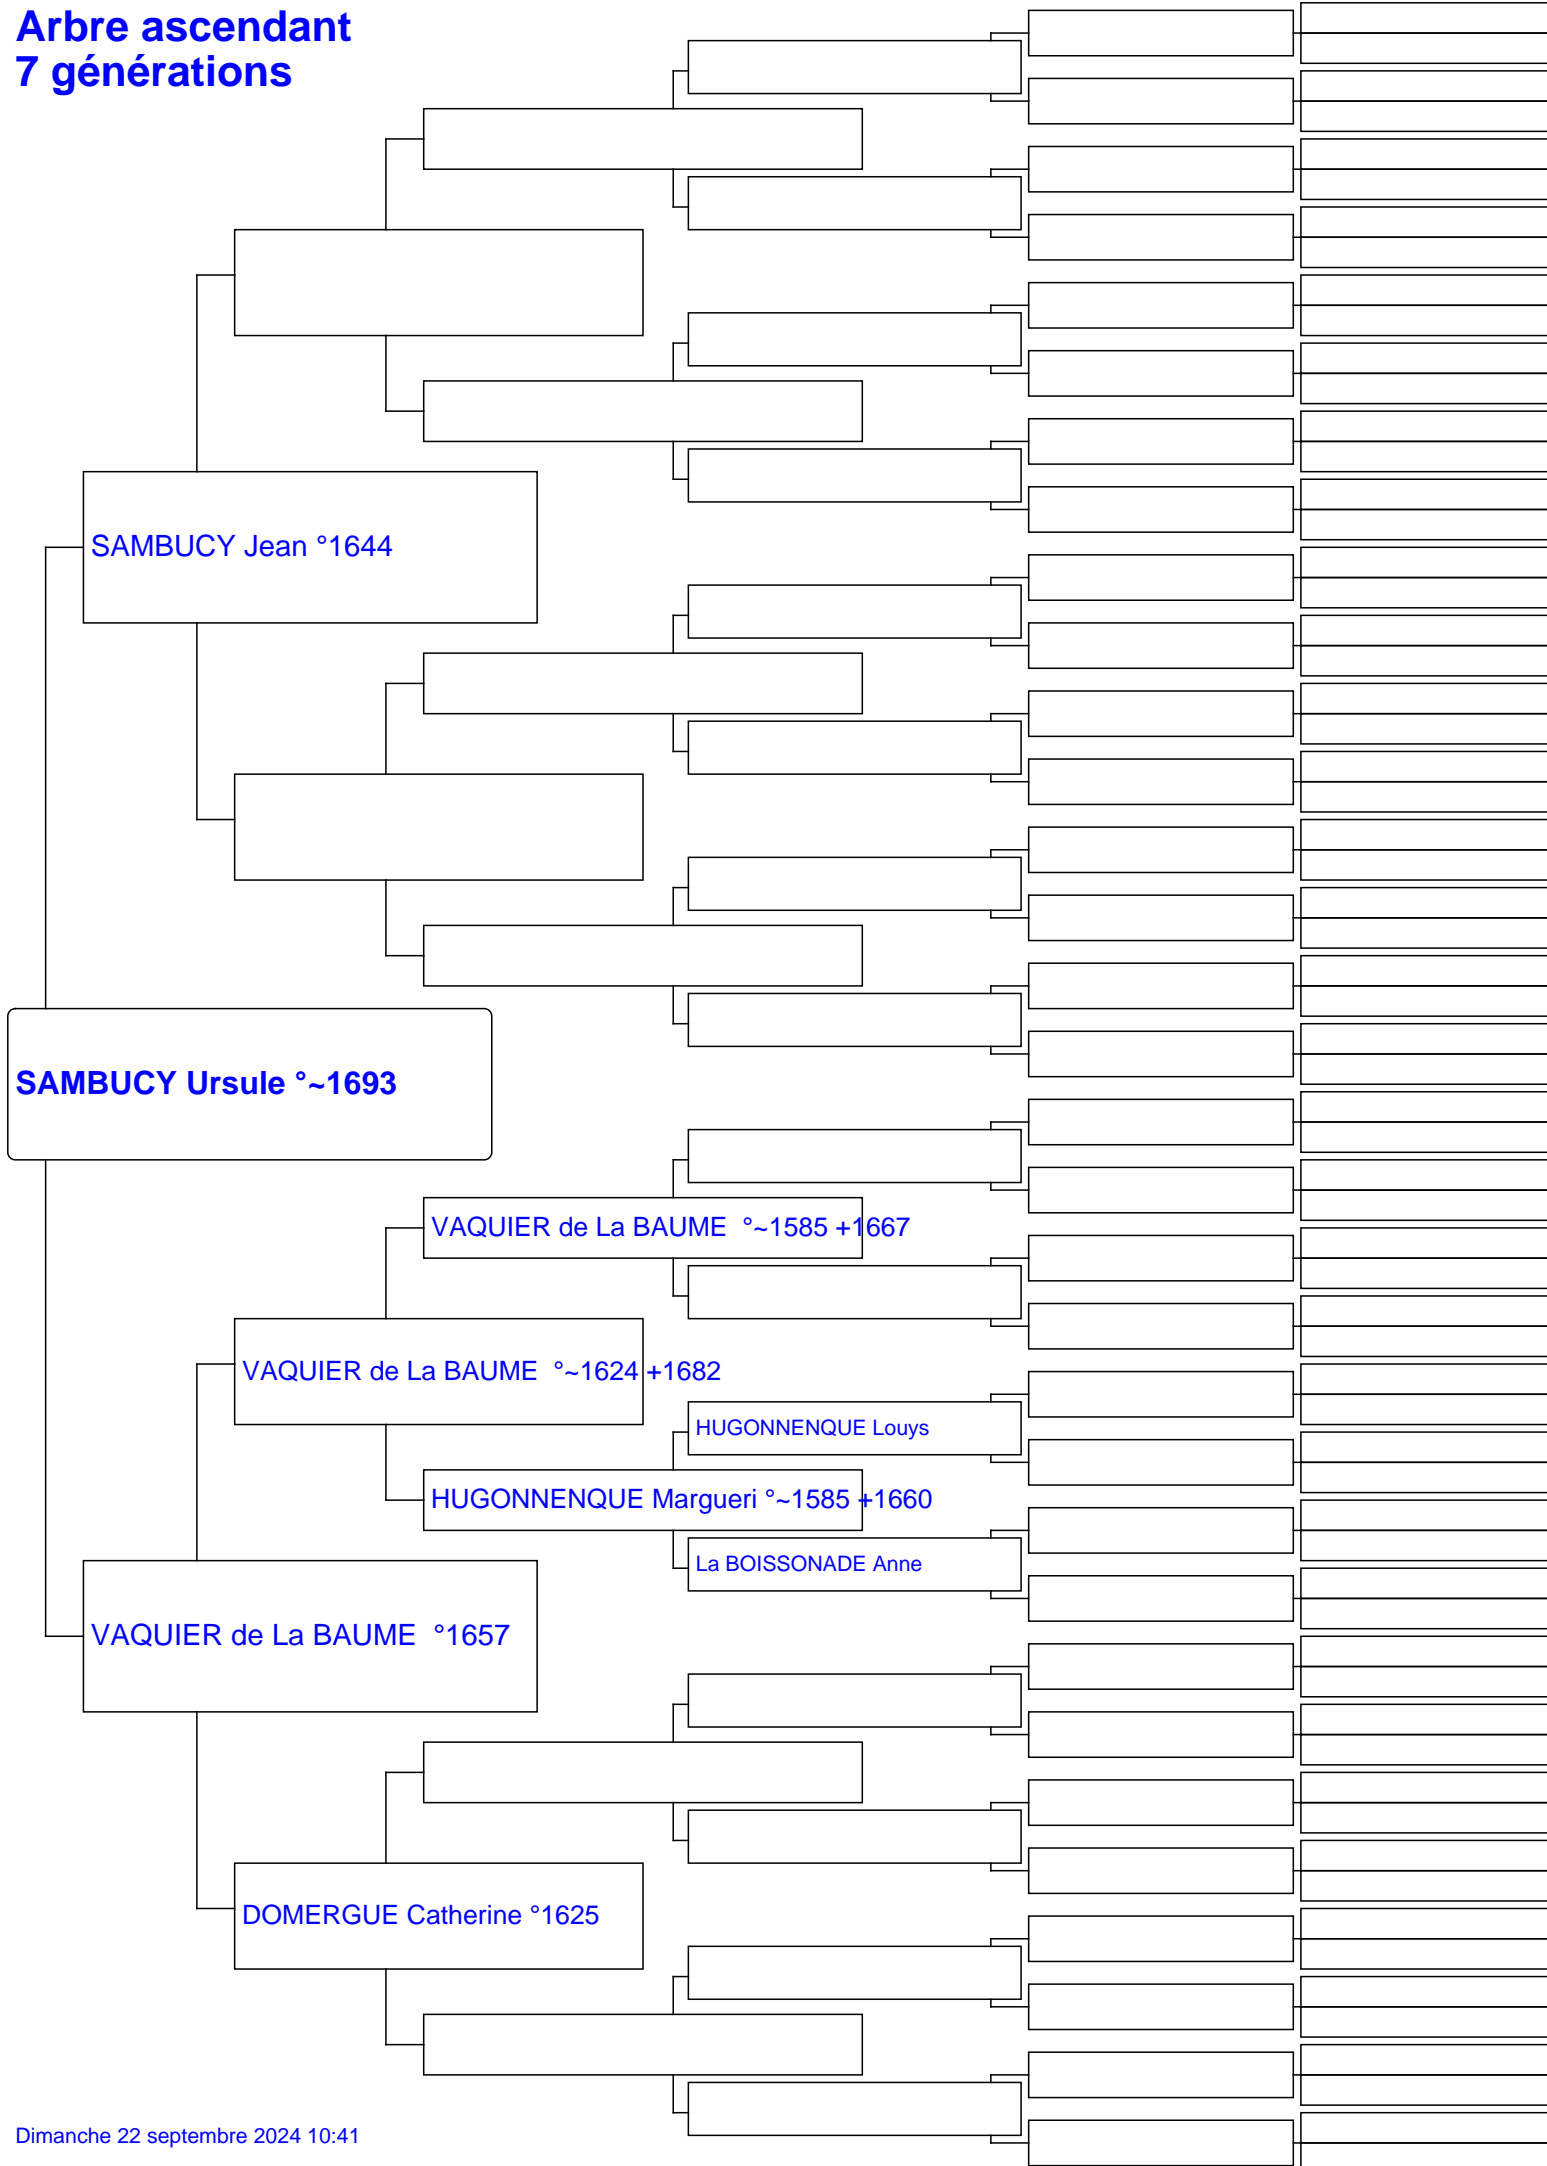 Arbre ascendant
7 générations
SAMBUCY Jean °1644
SAMBUCY Ursule °~1693
VAQUIER de La BAUME  °~1585 +1667
VAQUIER de La BAUME  °~1624 +1682
HUGONNENQUE Louys
HUGONNENQUE Margueri °~1585 +1660
La BOISSONADE Anne
VAQUIER de La BAUME  °1657
DOMERGUE Catherine °1625
Dimanche 22 septembre 2024 10:41